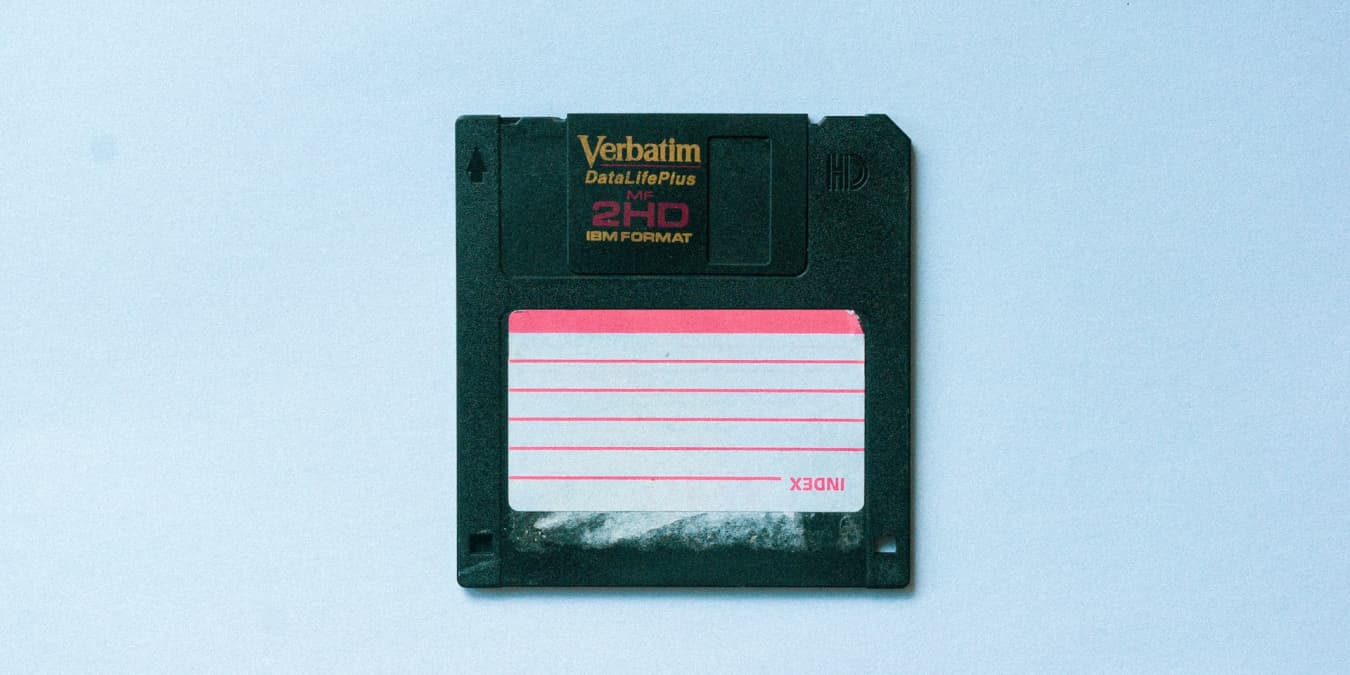 Verbatim
DataLifePlus
MF
2HD
IBM FORMAT
HD
INDEX